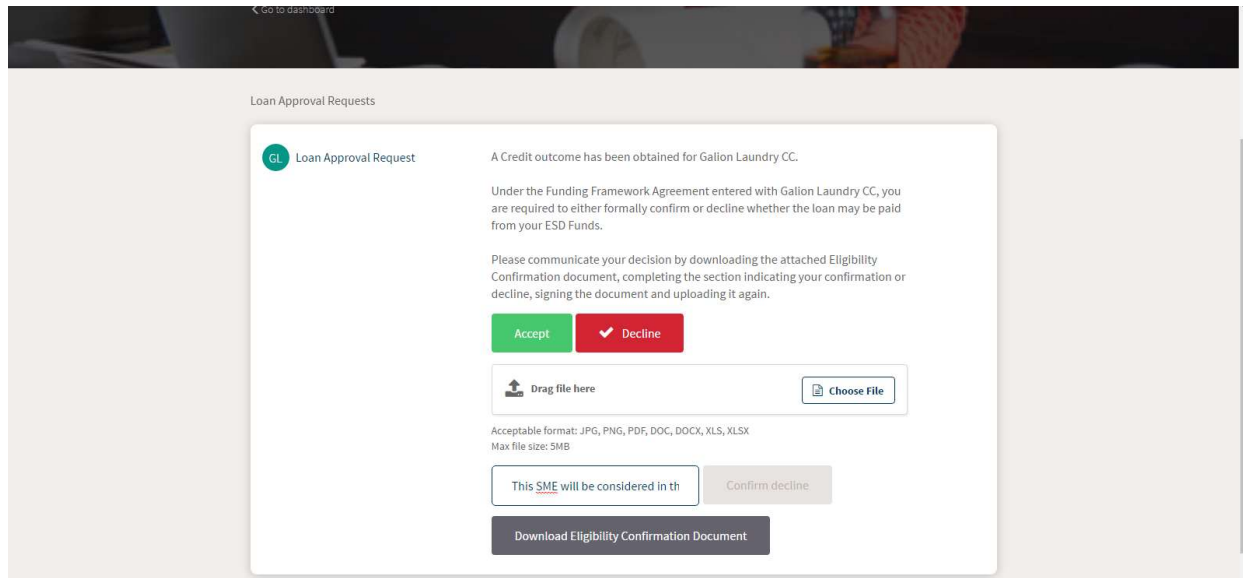 Go to dashboard
Loan Approval Requests
GL Loan Approval Request
A Credit outcome has been obtained for Galion Laundry CC.
Under the Funding Framework Agreement entered with Galion Laundry CC, you
are required to either formally confirm or decline whether the loan may be paid
from your ESD Funds.
Please communicate your decision by downloading the attached Eligibility
Confirmation document, completing the section indicating your confirmation or
decline, signing the document and uploading it again.
Accept Decline
Drag file here Choose File
Acceptable format: JPG, PNG, PDF, DOC, DOCX, XLS, XLSX
Max file size: 5MB
This SME will be considered in th Confirm decline
Download Eligibility Confirmation Document